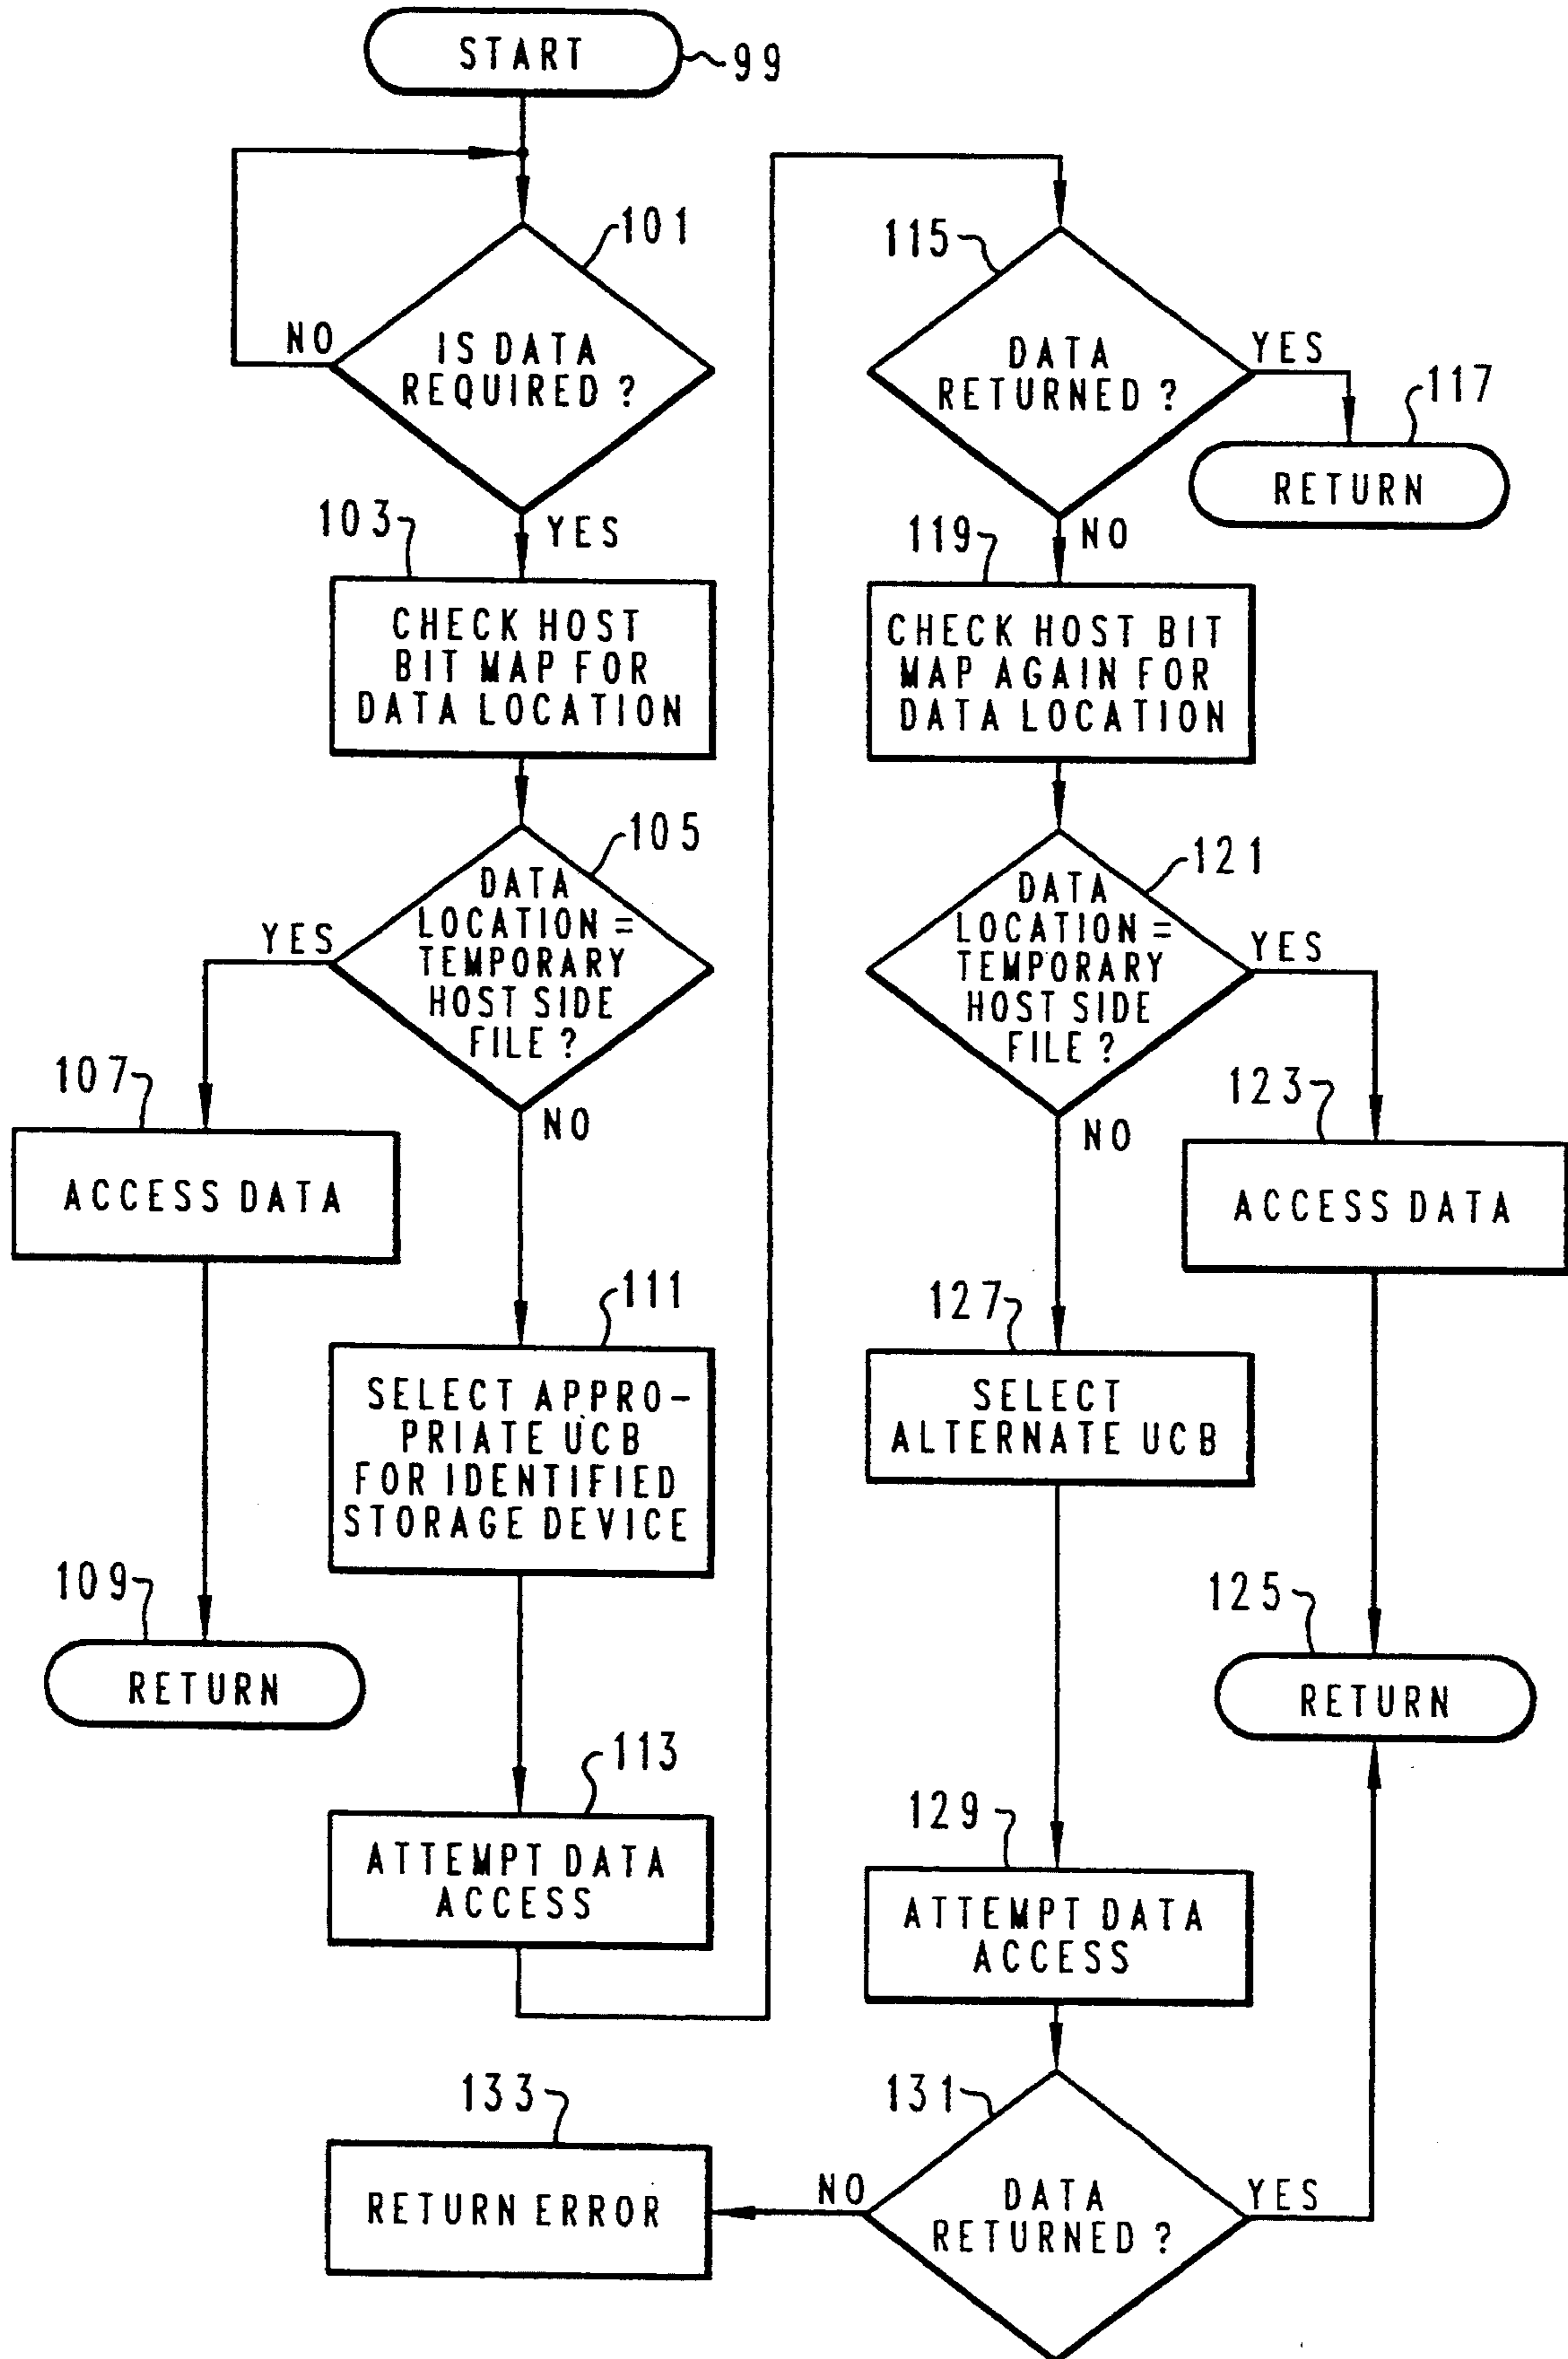 START
99
101
NO
IS DATA
REQUIRED ?
YES
103
CHECK HOST
BIT MAP FOR
DATA LOCATION
105
DATA
LOCATION =
TEMPORARY
HOST SIDE
FILE ?
YES
NO
107
ACCESS DATA
109
RETURN
111
SELECT APPRO-
PRIATE UCB
FOR IDENTIFIED
STORAGE DEVICE
113
ATTEMPT DATA
ACCESS
115
DATA
RETURNED ?
YES
117
RETURN
NO
119
CHECK HOST BIT
MAP AGAIN FOR
DATA LOCATION
121
DATA
LOCATION =
TEMPORARY
HOST SIDE
FILE ?
YES
NO
123
ACCESS DATA
125
RETURN
127
SELECT
ALTERNATE UCB
129
ATTEMPT DATA
ACCESS
131
DATA
RETURNED ?
YES
NO
133
RETURN ERROR